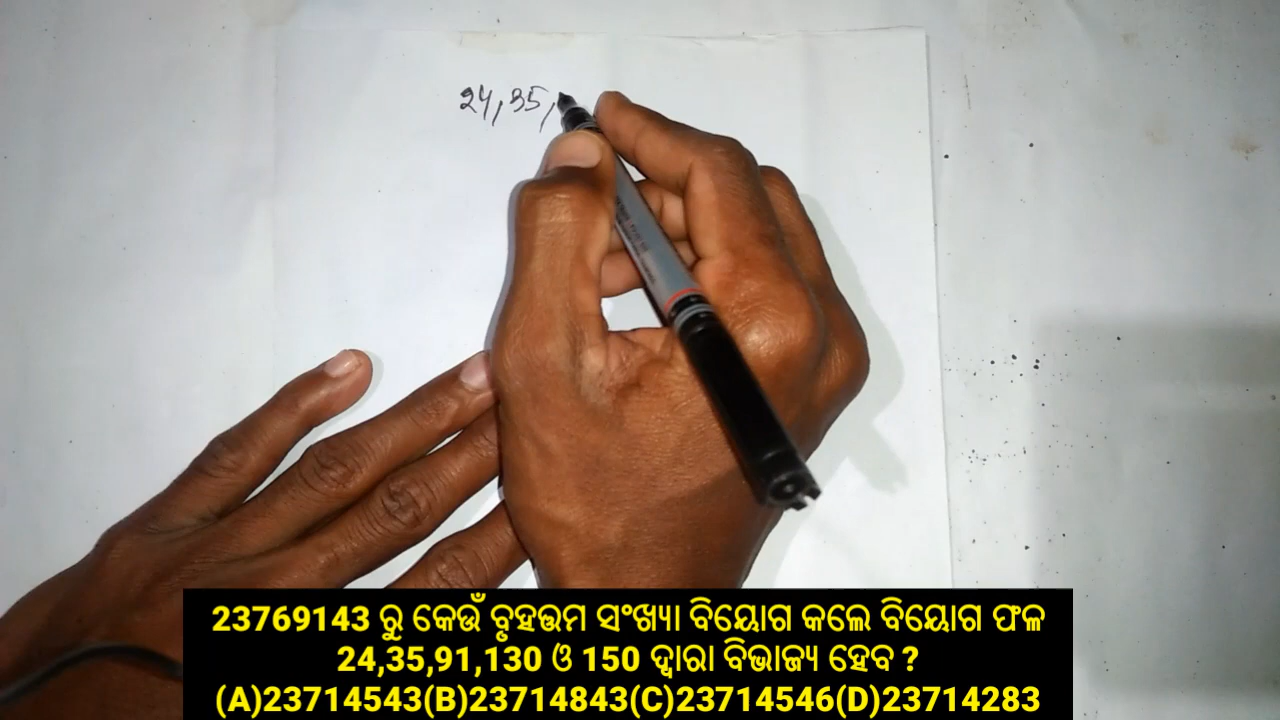 24,35,
23769143 ରୁ କେଉଁ ବୃହତ୍ତମ ସଂଖ୍ୟା ବିୟୋଗ କଲେ ବିୟୋଗ ଫଳ
24,35,91,130 ଓ 150 ଦ୍ୱାରା ବିଭାଜ୍ୟ ହେବ ?
(A)23714543(B)23714843(C)23714546(D)23714283